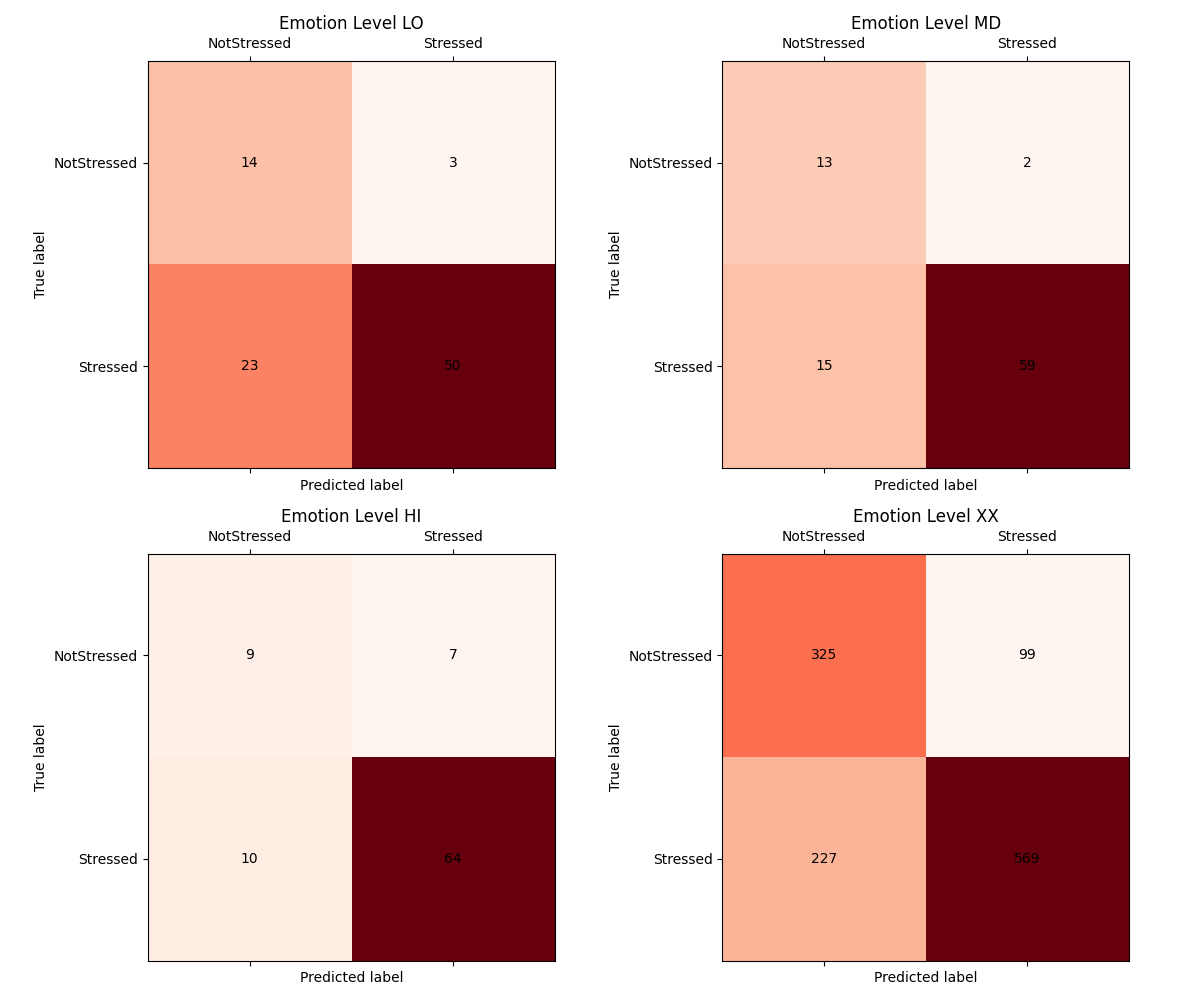 Emotion Level LO
NotStressed Stressed
NotStressed 14 3
True label
Stressed 23 50
Predicted label
Emotion Level MD
NotStressed Stressed
NotStressed 13 2
True label
Stressed 15 59
Predicted label
Emotion Level HI
NotStressed Stressed
NotStressed 9 7
True label
Stressed 10 64
Predicted label
Emotion Level XX
NotStressed Stressed
NotStressed 325 99
True label
Stressed 227 569
Predicted label